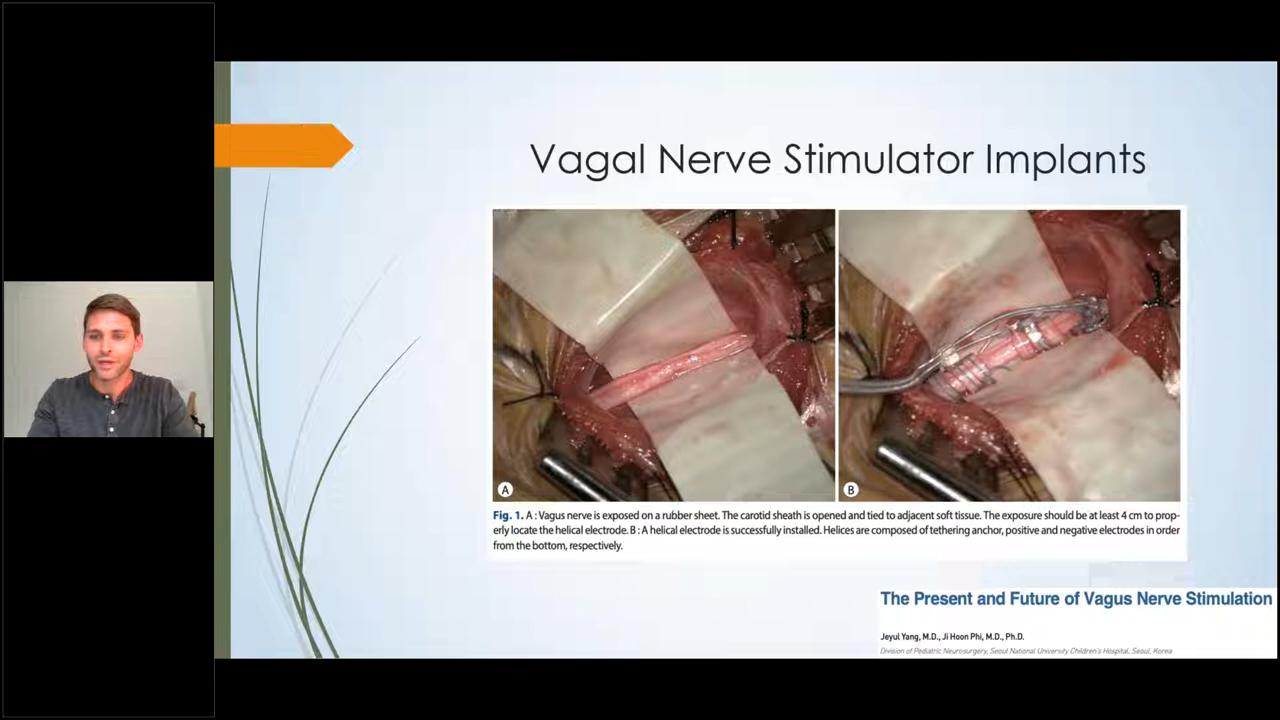 Vagal Nerve Stimulator Implants
A
B
Fig. 1. A : Vagus nerve is exposed on a rubber sheet. The carotid sheath is opened and tied to adjacent soft tissue. The exposure should be at least 4 cm to prop-
erly locate the helical electrode. B : A helical electrode is successfully installed. Helices are composed of tethering anchor, positive and negative electrodes in order
from the bottom, respectively.
The Present and Future of Vagus Nerve Stimulation
Jeyul Yang, M.D., Ji Hoon Phi, M.D., Ph.D.
Division of Pediatric Neurosurgery, Seoul National University Children's Hospital, Seoul, Korea